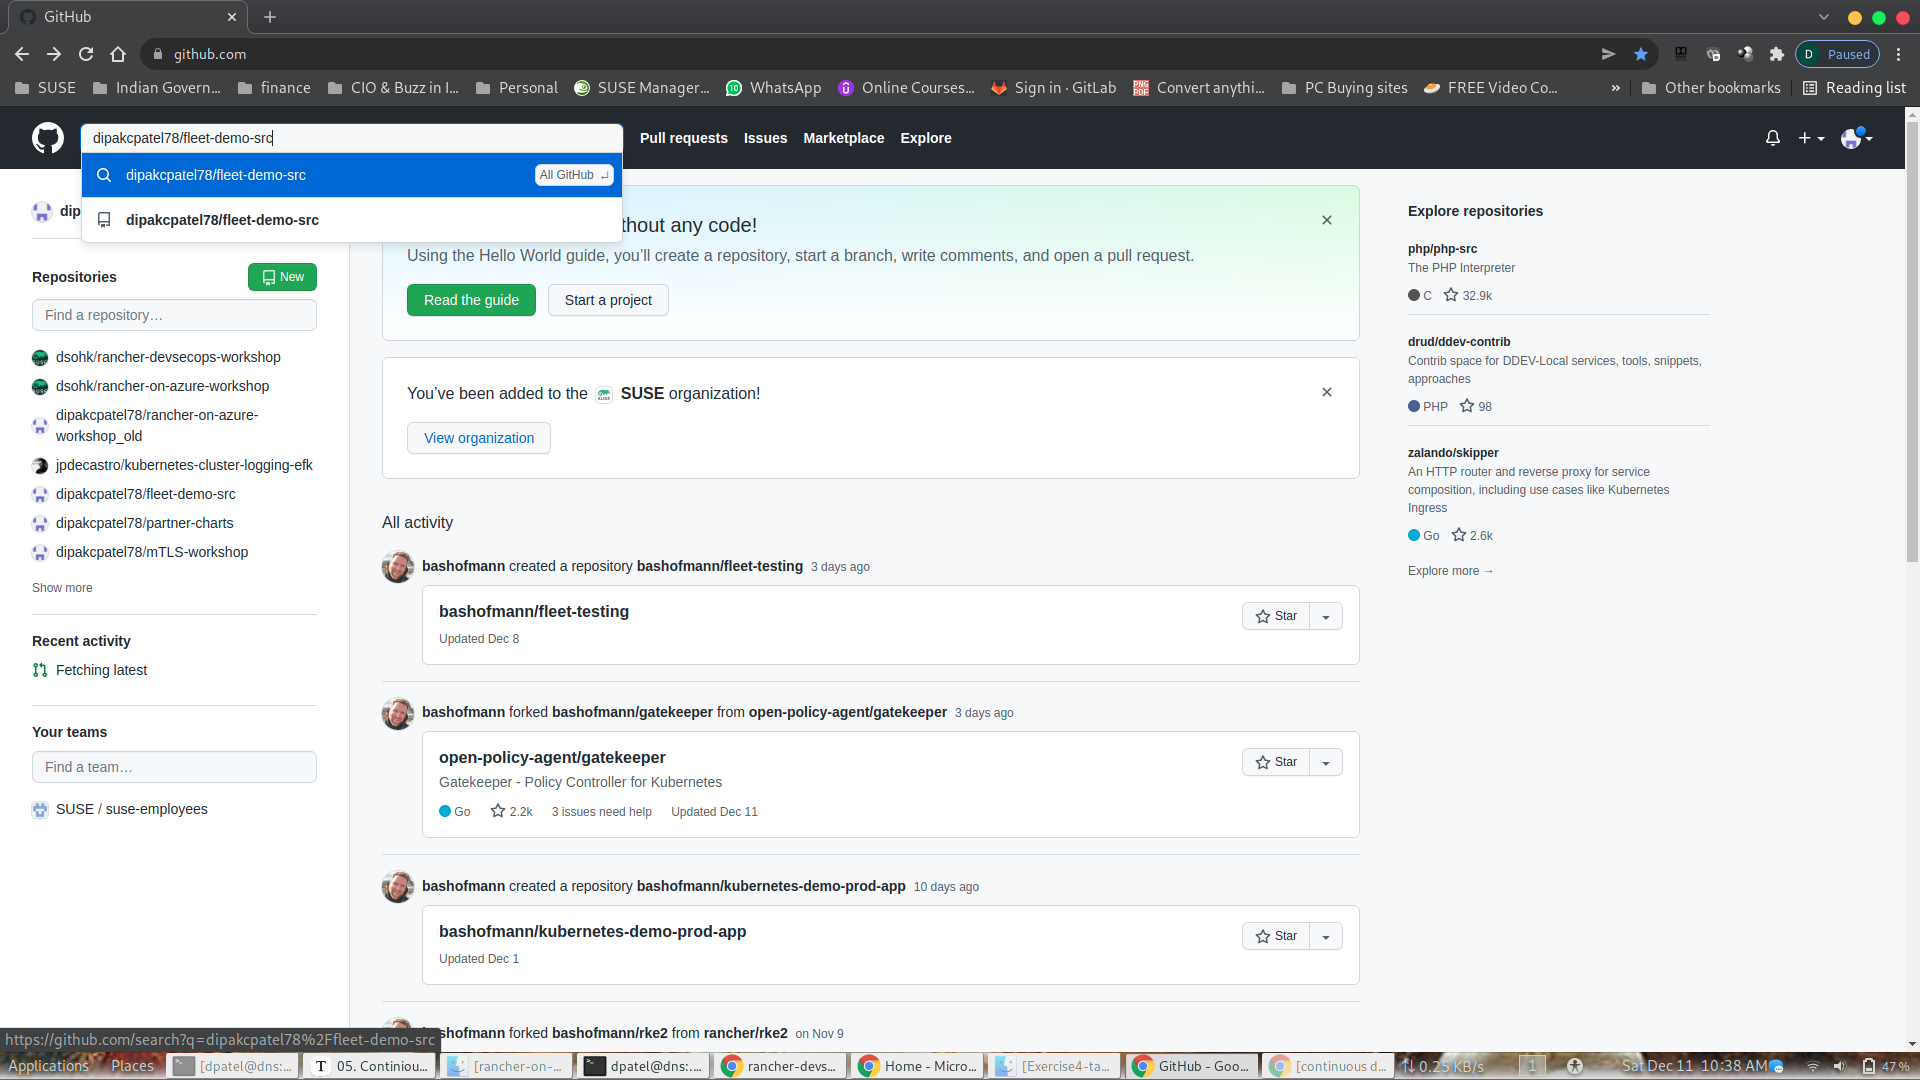 GitHub
github.com
D Paused
SUSE
Indian Govern...
finance
CIO & Buzz in I...
Personal
SUSE Manager...
WhatsApp
Online Courses...
Sign in · GitLab
Convert anythi...
PC Buying sites
FREE Video Co...
»
Other bookmarks
Reading list
dipakcpatel78/fleet-demo-src
Pull requests
Issues
Marketplace
Explore
dipakcpatel78/fleet-demo-src
All GitHub
dipakcpatel78/fleet-demo-src
dip
Repositories
New
Find a repository…
dsohk/rancher-devsecops-workshop
dsohk/rancher-on-azure-workshop
dipakcpatel78/rancher-on-azure-
workshop_old
jpdecastro/kubernetes-cluster-logging-efk
dipakcpatel78/fleet-demo-src
dipakcpatel78/partner-charts
dipakcpatel78/mTLS-workshop
Show more
Recent activity
Fetching latest
Your teams
Find a team…
SUSE / suse-employees
thout any code!
Using the Hello World guide, you’ll create a repository, start a branch, write comments, and open a pull request.
Read the guide
Start a project
You’ve been added to the SUSE organization!
View organization
All activity
bashofmann created a repository bashofmann/fleet-testing 3 days ago
bashofmann/fleet-testing
Star
Updated Dec 8
bashofmann forked bashofmann/gatekeeper from open-policy-agent/gatekeeper 3 days ago
open-policy-agent/gatekeeper
Star
Gatekeeper - Policy Controller for Kubernetes
Go 2.2k 3 issues need help Updated Dec 11
bashofmann created a repository bashofmann/kubernetes-demo-prod-app 10 days ago
bashofmann/kubernetes-demo-prod-app
Star
Updated Dec 1
shofmann forked bashofmann/rke2 from rancher/rke2 on Nov 9
Explore repositories
php/php-src
The PHP Interpreter
C 32.9k
drud/ddev-contrib
Contrib space for DDEV-Local services, tools, snippets,
approaches
PHP 98
zalando/skipper
An HTTP router and reverse proxy for service
composition, including use cases like Kubernetes
Ingress
Go 2.6k
Explore more →
https://github.com/search?q=dipakcpatel78%2Ffleet-demo-src
Applications
Places
[dpatel@dns:...
05. Continiou...
[rancher-on-...
dpatel@dns:...
rancher-devs...
Home - Micro...
[Exercise4-ta...
GitHub - Goo...
[continuous d...
0.25 KB/s
1
Sat Dec 11 10:38 AM
47 %